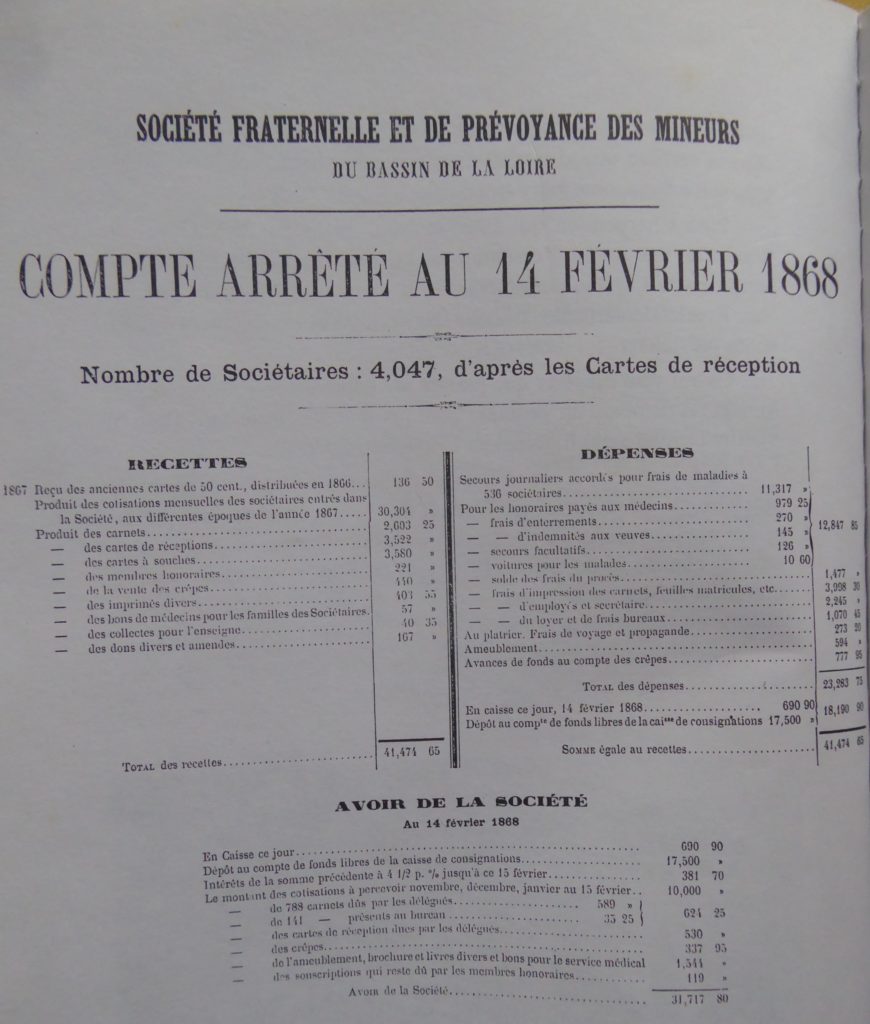 SOCIÉTÉ FRATERNELLE ET DE PRÉVOYANCE DES MINEURS
DU BASSIN DE LA LOIRE
COMPTE ARRÊTÉ AU 14 FÉVRIER 1868
Nombre de Sociétaires : 4,047, d'après les Cartes de réception
RECETTES
1867 Reçu des anciennes cartes de 50 cent., distribuées en 1866... 136 50
Produit des cotisations mensuelles des sociétaires entrés dans
la Société, aux différentes époques de l'année 1867..... 30,304 »
Produit des carnets..... 2,603 25
— des cartes de réceptions..... 3,522 »
— des cartes à souches..... 3,580 »
— des membres honoraires..... 221 »
— de la vente des crêpes..... 440 »
— des imprimés divers..... 403 55
— des bons de médecins pour les familles des Sociétaires. 57 »
— des collectes pour l'enseigne..... 40 35
— des dons divers et amendes..... 167 »
TOTAL des recettes..... 41,474 65
DÉPENSES
Secours journaliers accordés pour frais de maladies à
536 sociétaires..... 11,317 »
Pour les honoraires payés aux médecins..... 979 25
— frais d'enterrements..... 270 »
— — d'indemnités aux veuves..... 145 » 12,847 85
— secours facultatifs..... 126 »
— voitures pour les malades..... 10 60
— solde des frais du procès..... 1,477 »
— frais d'impression des carnets, feuilles matricules, etc... 3,998 30
— — d'employés et secrétaire..... 2,245 »
— — du loyer et de frais bureaux..... 1,070 45
Au platrier. Frais de voyage et propagande..... 273 20
Ameublement..... 594 »
Avances de fonds au compte des crêpes..... 777 95
TOTAL des dépenses..... 23,283 75
En caisse ce jour, 14 février 1868..... 690 90
Dépôt au compte de fonds libres de la caisse de consignations 17,500 » 18,190 90
SOMME égale au recettes..... 41,474 65
AVOIR DE LA SOCIÉTÉ
Au 14 février 1868
En Caisse ce jour..... 690 90
Dépôt au compte de fonds libres de la caisse de consignations..... 17,500 »
Intérêts de la somme précédente à 4 1/2 p. % jusqu'à ce 15 février..... 381 70
Le montant des cotisations à percevoir novembre, décembre, janvier au 15 février.. 10,000 »
— de 788 carnets dûs par les délégués..... 589 »
— de 141 — présents au bureau..... 35 25 624 25
— des cartes de réception dues par les délégués..... 530 »
— des crêpes..... 337 95
— de l'ameublement, brochure et livres divers et bons pour le service médical 1,544 »
— des souscriptions qui reste dû par les membres honoraires..... 119 »
Avoir de la Société..... 31,717 80